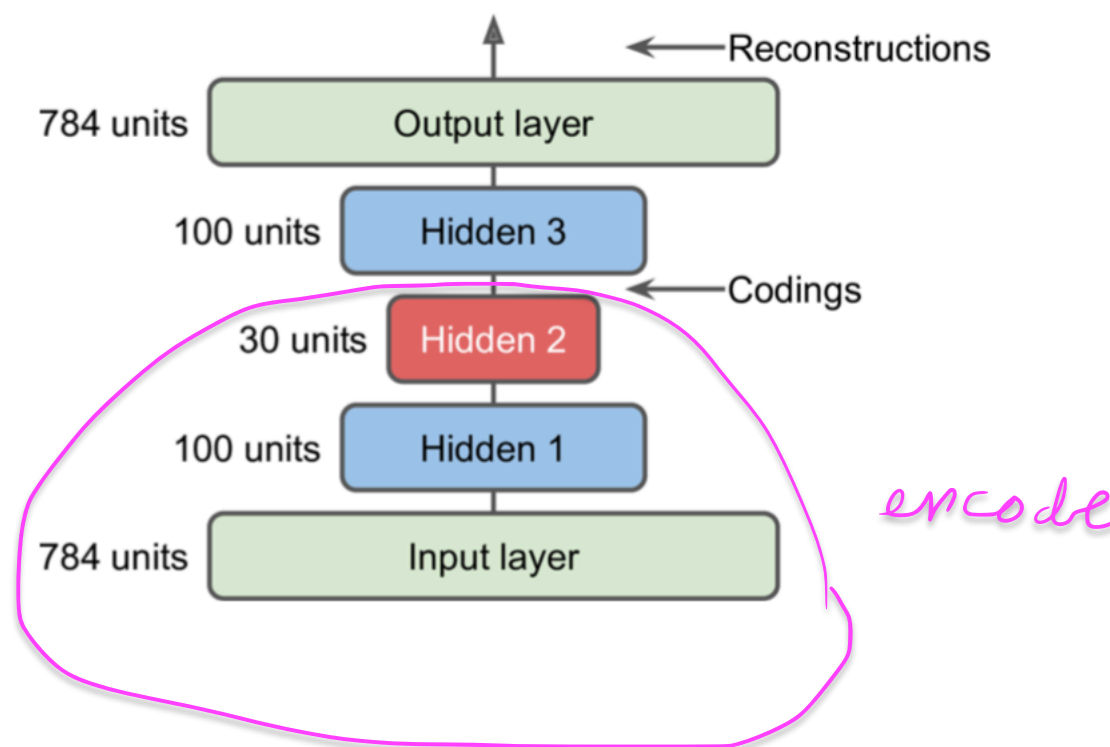 Reconstructions
784 units Output layer
100 units Hidden 3
Codings
30 units Hidden 2
100 units Hidden 1
encode
784 units Input layer